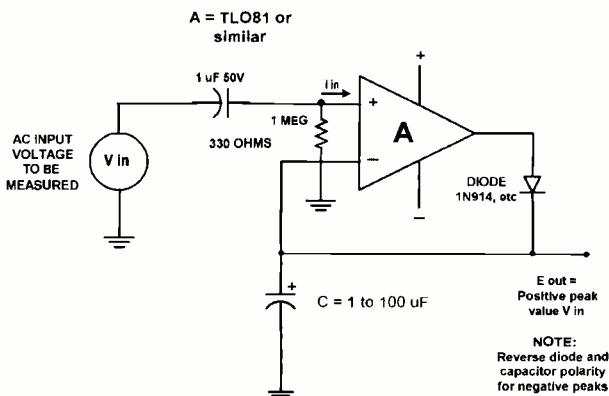 A = TLO81 or
similar
1 uF 50V
I in
+
1 MEG
330 OHMS
+
A
−
−
AC INPUT
VOLTAGE
TO BE
MEASURED
V in
DIODE
1N914, etc
+
C = 1 to 100 uF
E out =
Positive peak
value V in
NOTE:
Reverse diode and
capacitor polarity
for negative peaks